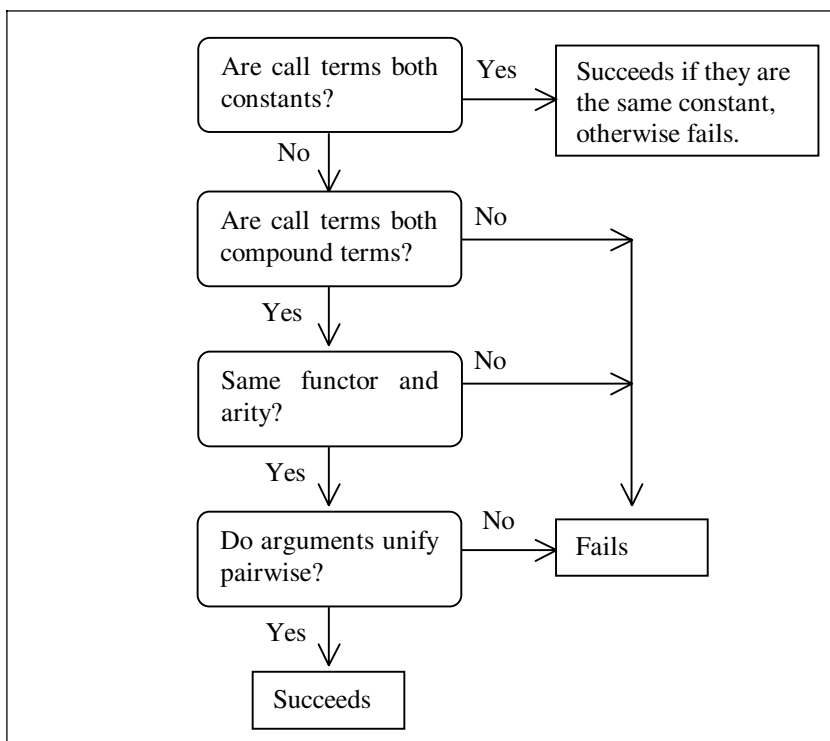 Are call terms both
constants?
Yes
Succeeds if they are
the same constant,
otherwise fails.
No
Are call terms both
compound terms?
No
Yes
Same functor and
arity?
No
Yes
Do arguments unify
pairwise?
No
Fails
Yes
Succeeds